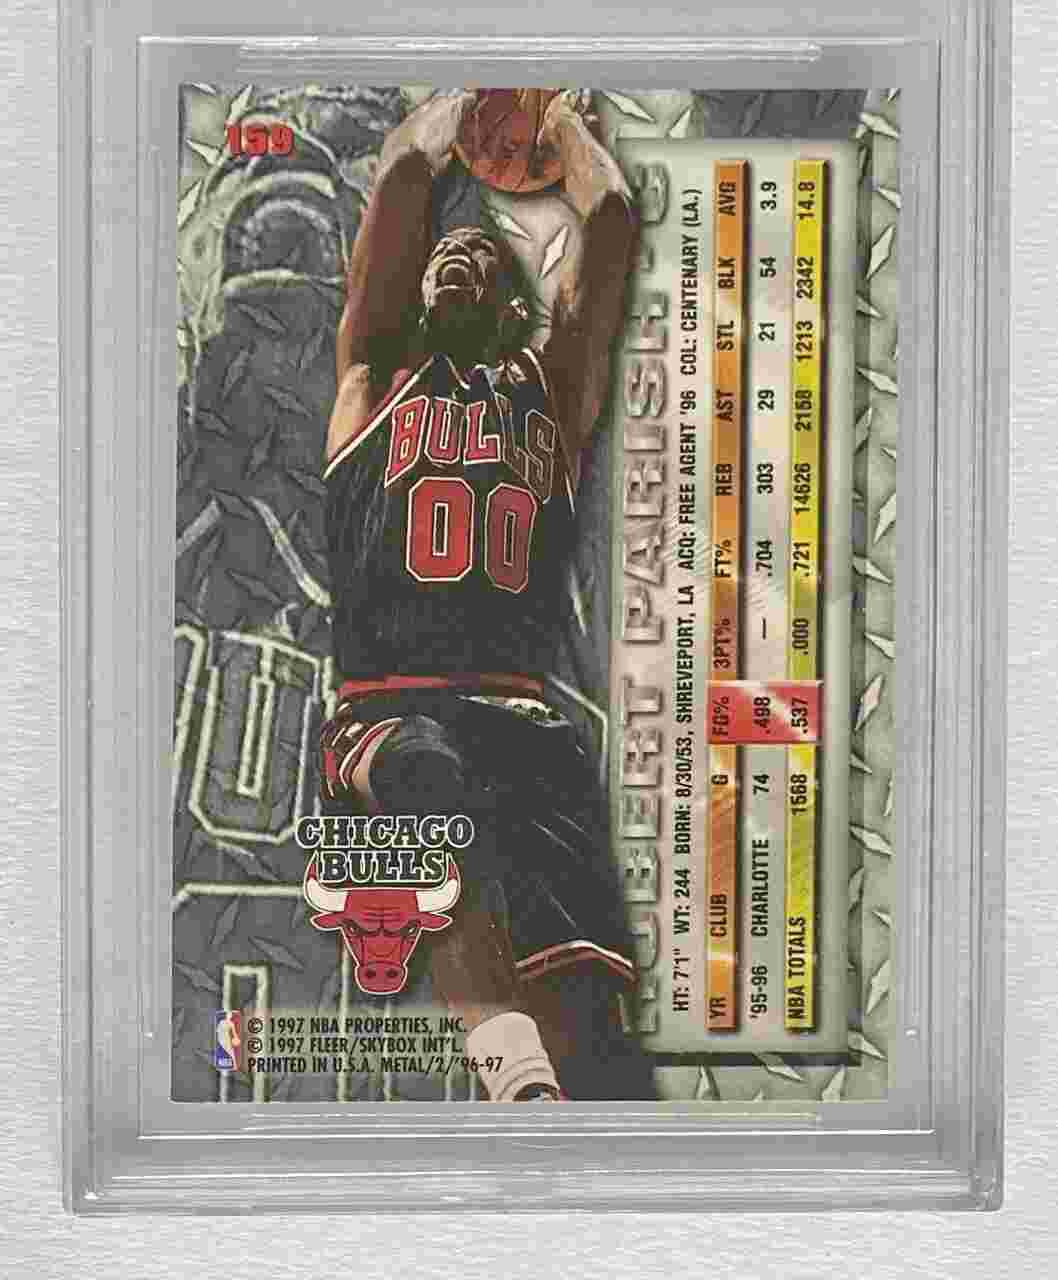 159
BULLS
00
CHICAGO
BULLS
© 1997 NBA PROPERTIES, INC.
© 1997 FLEER/SKYBOX INT'L.
PRINTED IN U.S.A. METAL/2/'96-97
NBA
ROBERT PARISH - C
HT: 7'1" WT: 244 BORN: 8/30/53, SHREVEPORT, LA ACQ: FREE AGENT '96 COL: CENTENARY (LA.)
YR CLUB G FG% 3PT% FT% REB AST STL BLK AVG
'95-96 CHARLOTTE 74 .498 — .704 303 29 21 54 3.9
NBA TOTALS 1568 .537 .000 .721 14626 2158 1213 2342 14.8